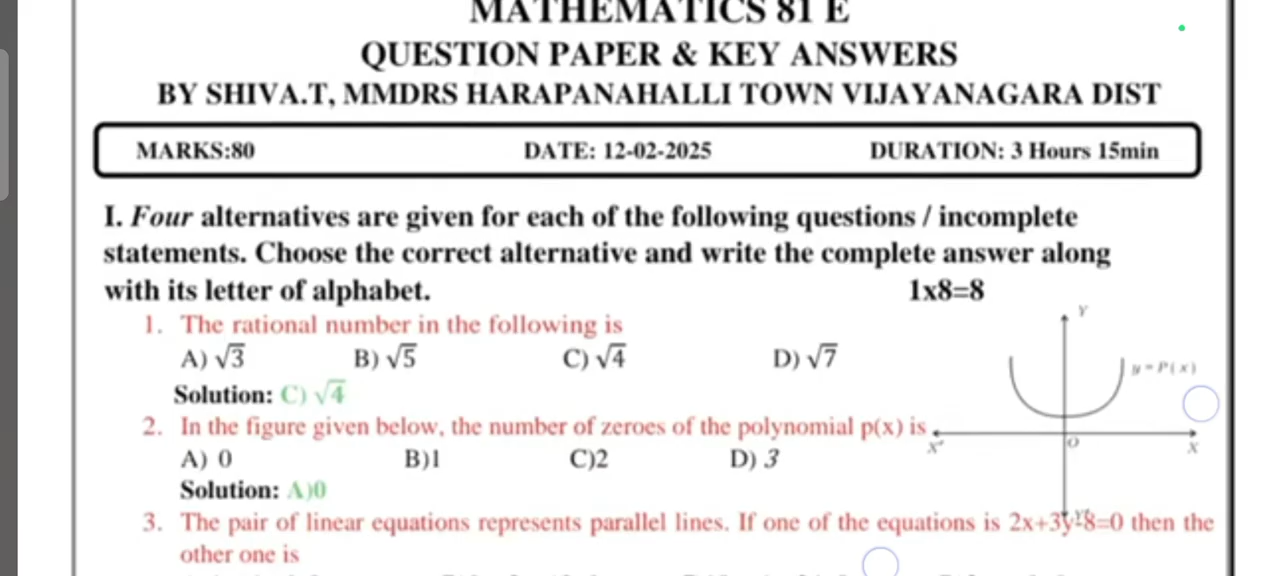 MATHEMATICS 81 E
QUESTION PAPER & KEY ANSWERS
BY SHIVA.T, MMDRS HARAPANAHALLI TOWN VIJAYANAGARA DIST
MARKS:80 DATE: 12-02-2025 DURATION: 3 Hours 15min
I. Four alternatives are given for each of the following questions / incomplete
statements. Choose the correct alternative and write the complete answer along
with its letter of alphabet. 1x8=8
1. The rational number in the following is
A) √3 B) √5 C) √4 D) √7
Solution: C) √4
2. In the figure given below, the number of zeroes of the polynomial p(x) is
A) 0 B)1 C)2 D) 3
Solution: A)0
Y
y = P(x)
X' O X
3. The pair of linear equations represents parallel lines. If one of the equations is 2x+3y-8=0 then the
other one is